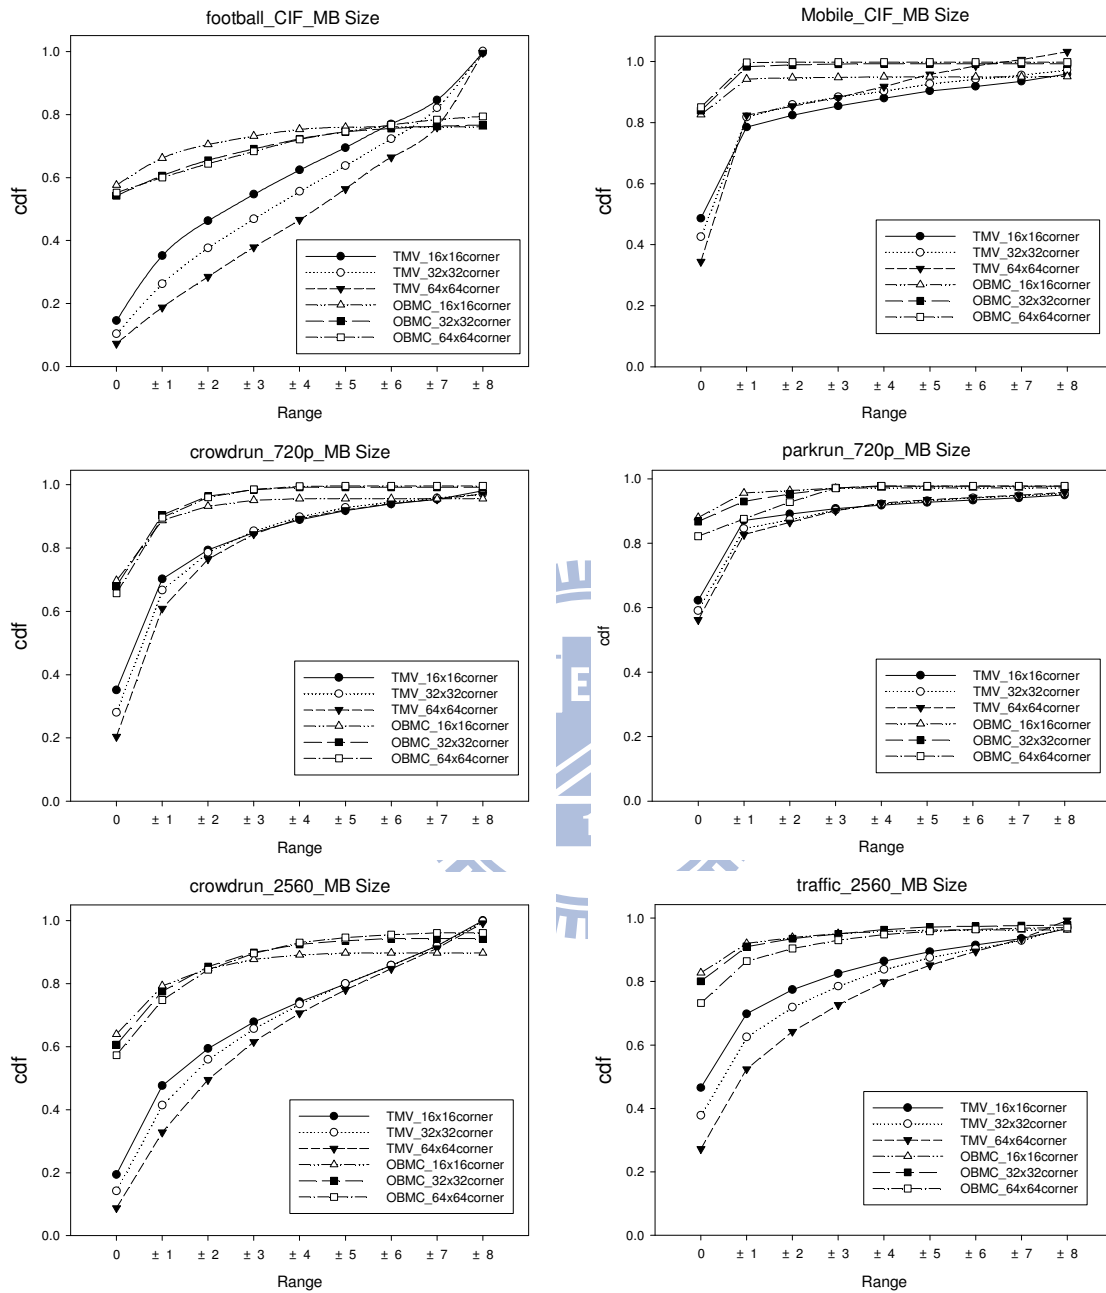 football_CIF_MB Size
cdf
1.0
0.8
0.6
0.4
0.2
0.0
TMV_16x16corner
TMV_32x32corner
TMV_64x64corner
OBMC_16x16corner
OBMC_32x32corner
OBMC_64x64corner
0 ± 1 ± 2 ± 3 ± 4 ± 5 ± 6 ± 7 ± 8
Range
Mobile_CIF_MB Size
cdf
1.0
0.8
0.6
0.4
0.2
0.0
TMV_16x16corner
TMV_32x32corner
TMV_64x64corner
OBMC_16x16corner
OBMC_32x32corner
OBMC_64x64corner
0 ± 1 ± 2 ± 3 ± 4 ± 5 ± 6 ± 7 ± 8
Range
crowdrun_720p_MB Size
cdf
1.0
0.8
0.6
0.4
0.2
0.0
TMV_16x16corner
TMV_32x32corner
TMV_64x64corner
OBMC_16x16corner
OBMC_32x32corner
OBMC_64x64corner
0 ± 1 ± 2 ± 3 ± 4 ± 5 ± 6 ± 7 ± 8
Range
parkrun_720p_MB Size
cdf
1.0
0.8
0.6
0.4
0.2
0.0
TMV_16x16corner
TMV_32x32corner
TMV_64x64corner
OBMC_16x16corner
OBMC_32x32corner
OBMC_64x64corner
0 ± 1 ± 2 ± 3 ± 4 ± 5 ± 6 ± 7 ± 8
Range
crowdrun_2560_MB Size
cdf
1.0
0.8
0.6
0.4
0.2
0.0
TMV_16x16corner
TMV_32x32corner
TMV_64x64corner
OBMC_16x16corner
OBMC_32x32corner
OBMC_64x64corner
0 ± 1 ± 2 ± 3 ± 4 ± 5 ± 6 ± 7 ± 8
Range
traffic_2560_MB Size
cdf
1.0
0.8
0.6
0.4
0.2
0.0
TMV_16x16corner
TMV_32x32corner
TMV_64x64corner
OBMC_16x16corner
OBMC_32x32corner
OBMC_64x64corner
0 ± 1 ± 2 ± 3 ± 4 ± 5 ± 6 ± 7 ± 8
Range